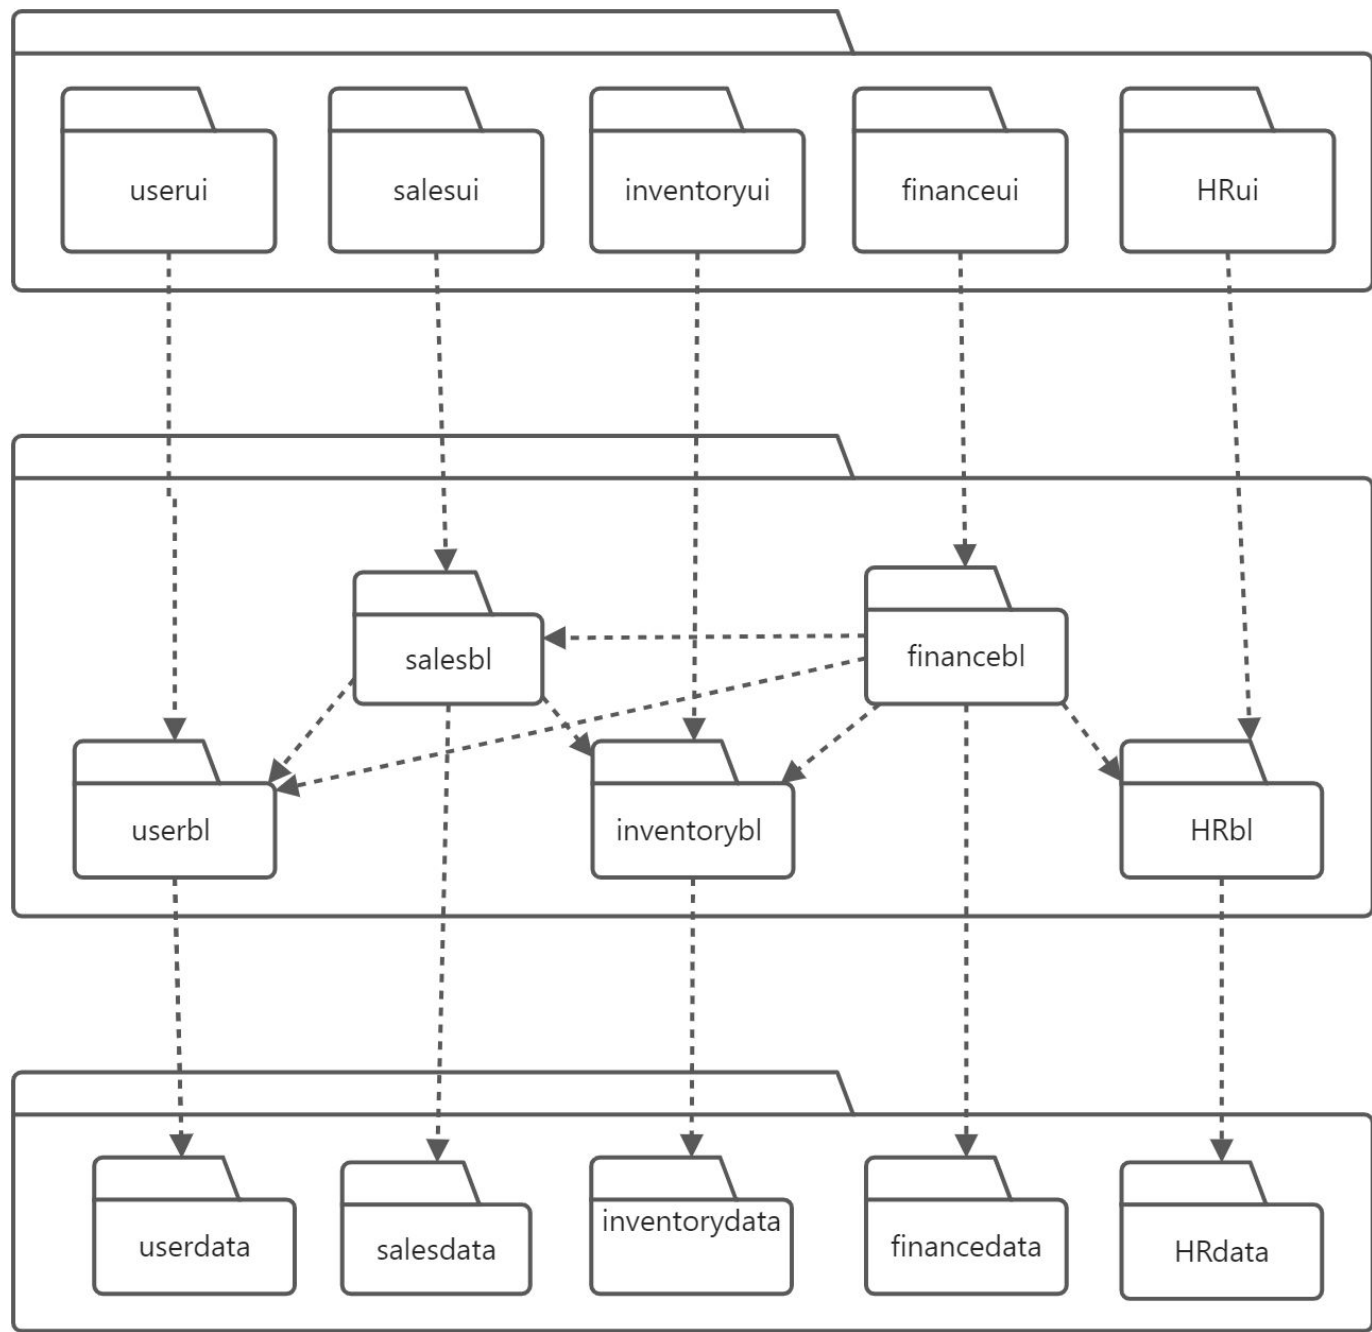 userui
salesui
inventoryui
financeui
HRui
salesbl
financebl
userbl
inventorybl
HRbl
userdata
salesdata
inventorydata
financedata
HRdata